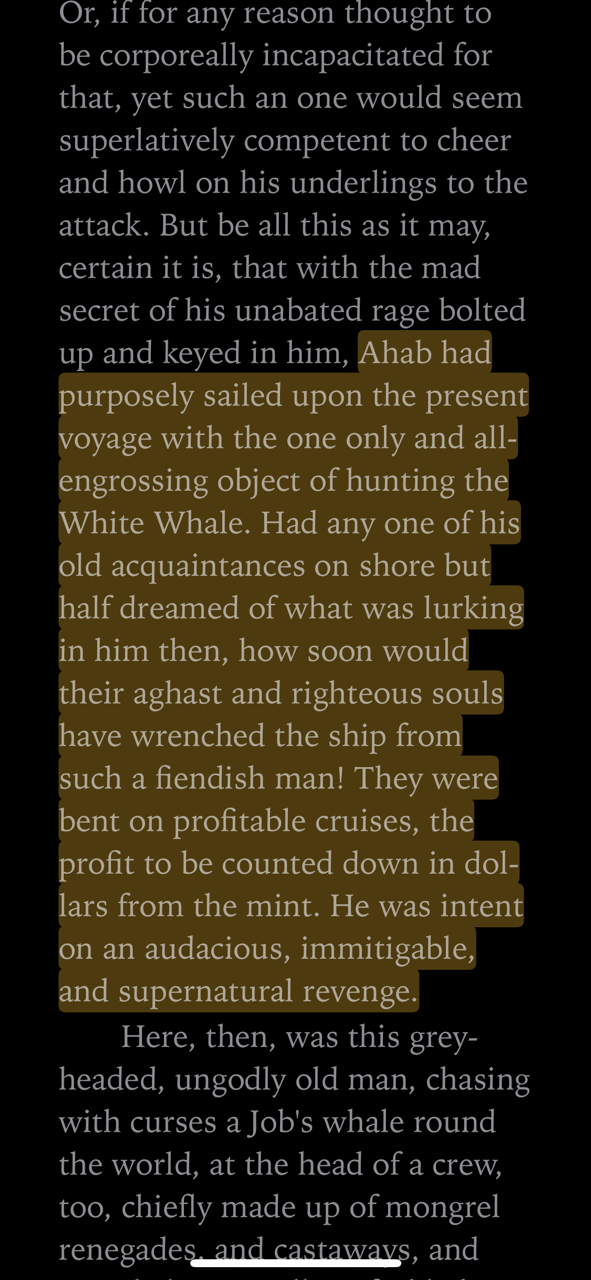 Or, if for any reason thought to
be corporeally incapacitated for
that, yet such an one would seem
superlatively competent to cheer
and howl on his underlings to the
attack. But be all this as it may,
certain it is, that with the mad
secret of his unabated rage bolted
up and keyed in him, Ahab had
purposely sailed upon the present
voyage with the one only and all-
engrossing object of hunting the
White Whale. Had any one of his
old acquaintances on shore but
half dreamed of what was lurking
in him then, how soon would
their aghast and righteous souls
have wrenched the ship from
such a fiendish man! They were
bent on profitable cruises, the
profit to be counted down in dol-
lars from the mint. He was intent
on an audacious, immitigable,
and supernatural revenge.
Here, then, was this grey-
headed, ungodly old man, chasing
with curses a Job's whale round
the world, at the head of a crew,
too, chiefly made up of mongrel
renegades, and castaways, and